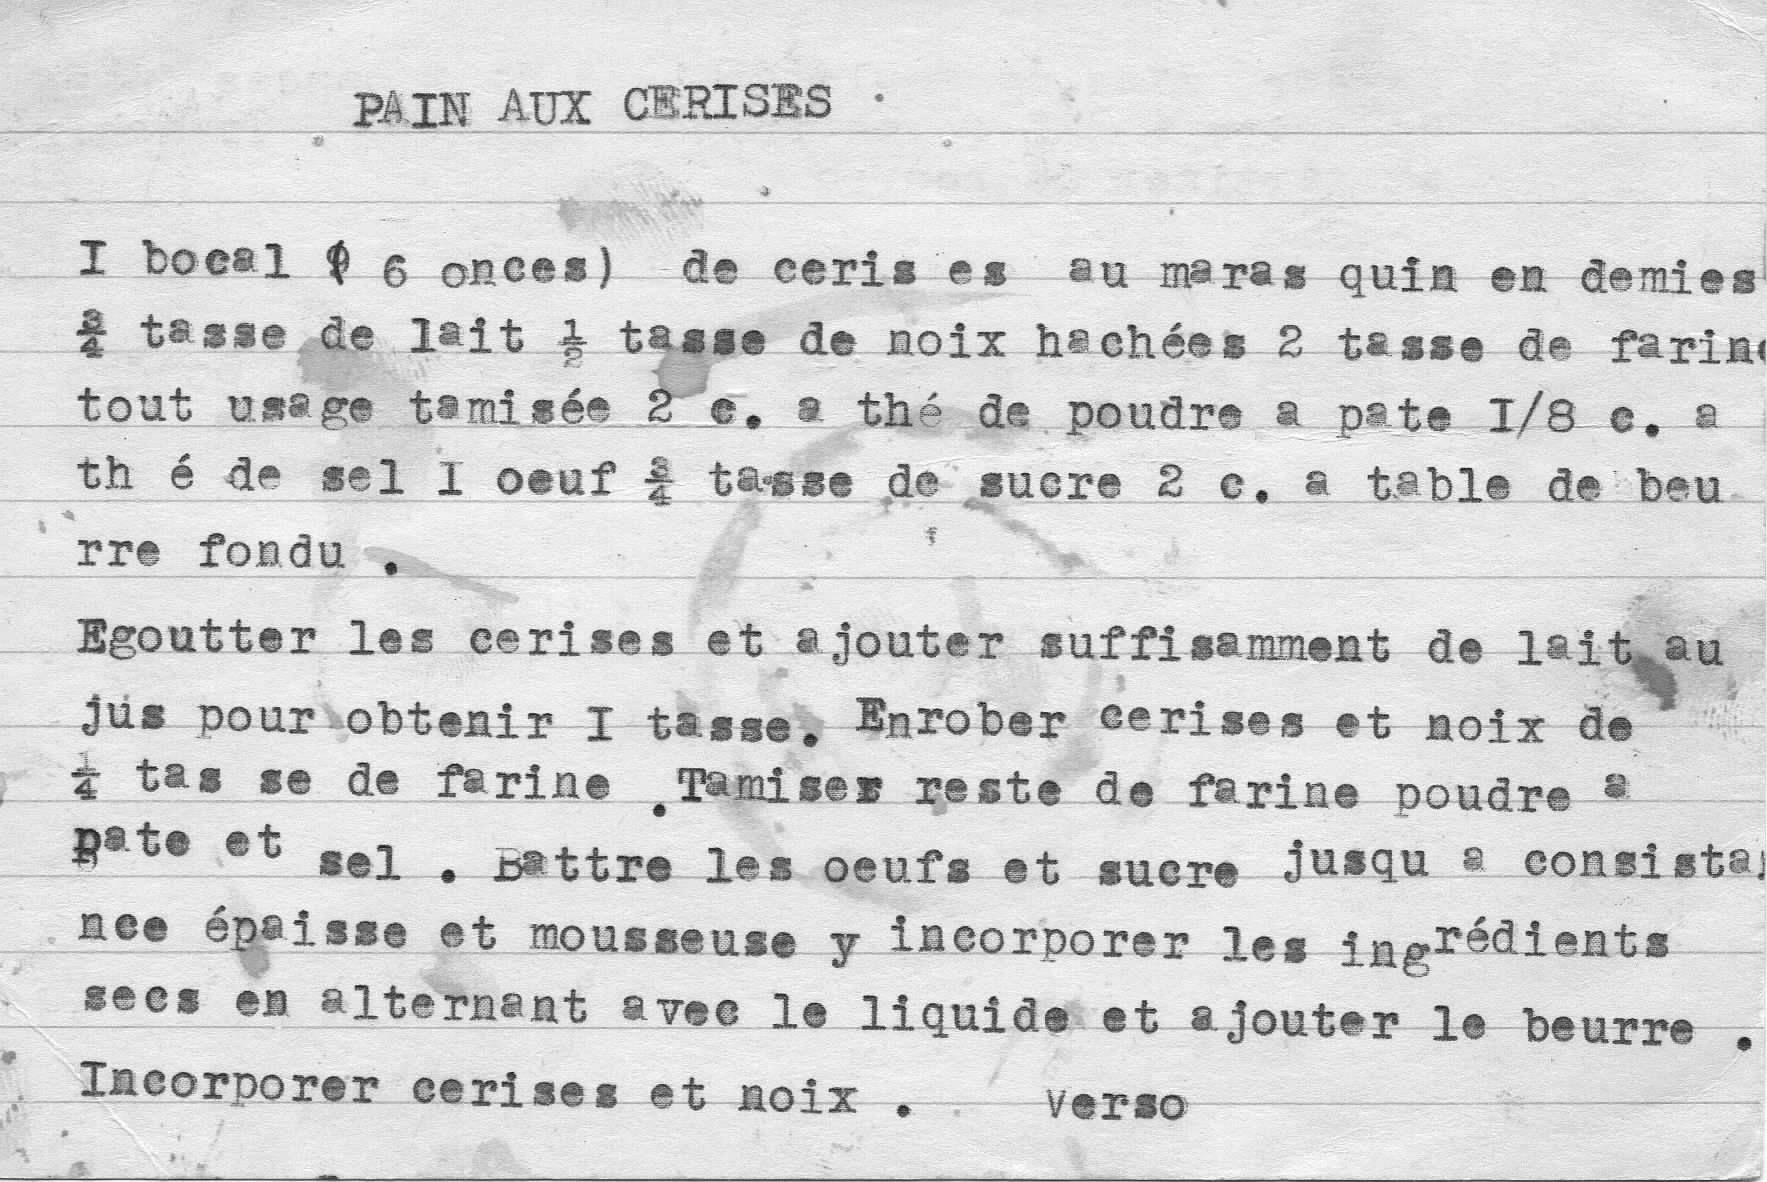 PAIN AUX CERISES
I bocal ( 6 onces) de ceris es au maras quin en demies
¾ tasse de lait ½ tasse de noix hachées 2 tasse de farine
tout usage tamisée 2 c. a thé de poudre a pate I/8 c. a
th é de sel I oeuf ¾ tasse de sucre 2 c. a table de beu
rre fondu .
Egoutter les cerises et ajouter suffisamment de lait au
jus pour obtenir I tasse. Enrober cerises et noix de
¼ tas se de farine .Tamiser reste de farine poudre a
pate et sel . Battre les oeufs et sucre jusqu a consista
nce épaisse et mousseuse y incorporer les ingrédients
secs en alternant avec le liquide et ajouter le beurre .
Incorporer cerises et noix . verso